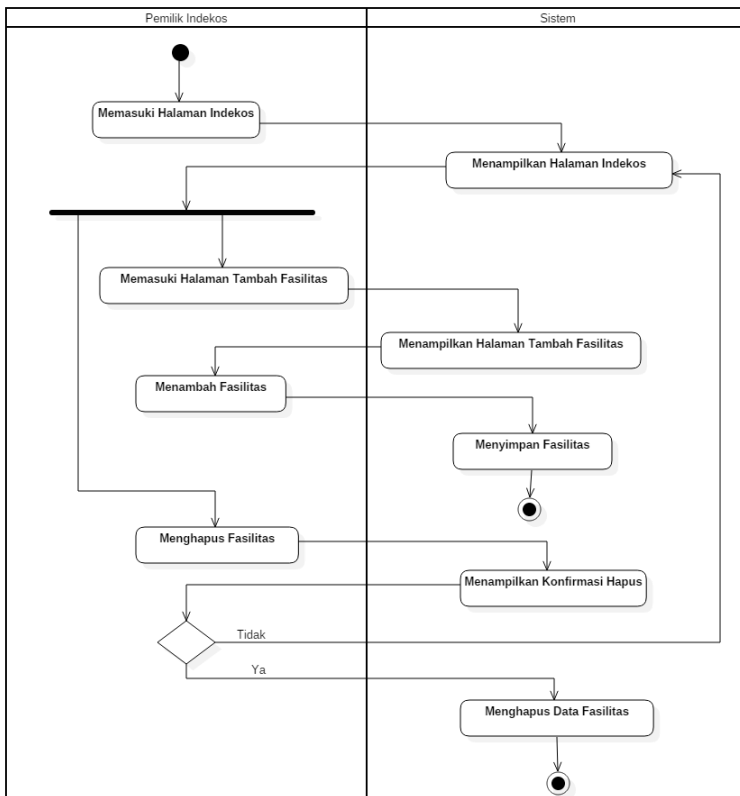 Pemilik Indekos
Sistem
Memasuki Halaman Indekos
Menampilkan Halaman Indekos
Memasuki Halaman Tambah Fasilitas
Menampilkan Halaman Tambah Fasilitas
Menambah Fasilitas
Menyimpan Fasilitas
Menghapus Fasilitas
Menampilkan Konfirmasi Hapus
Tidak
Ya
Menghapus Data Fasilitas